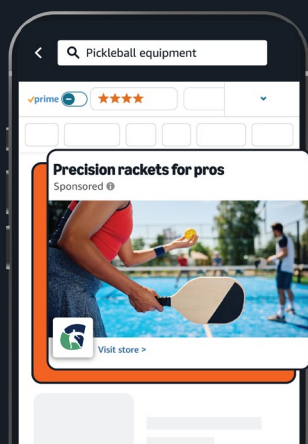 Pickleball equipment
prime
Precision rackets for pros
Sponsored
Visit store >